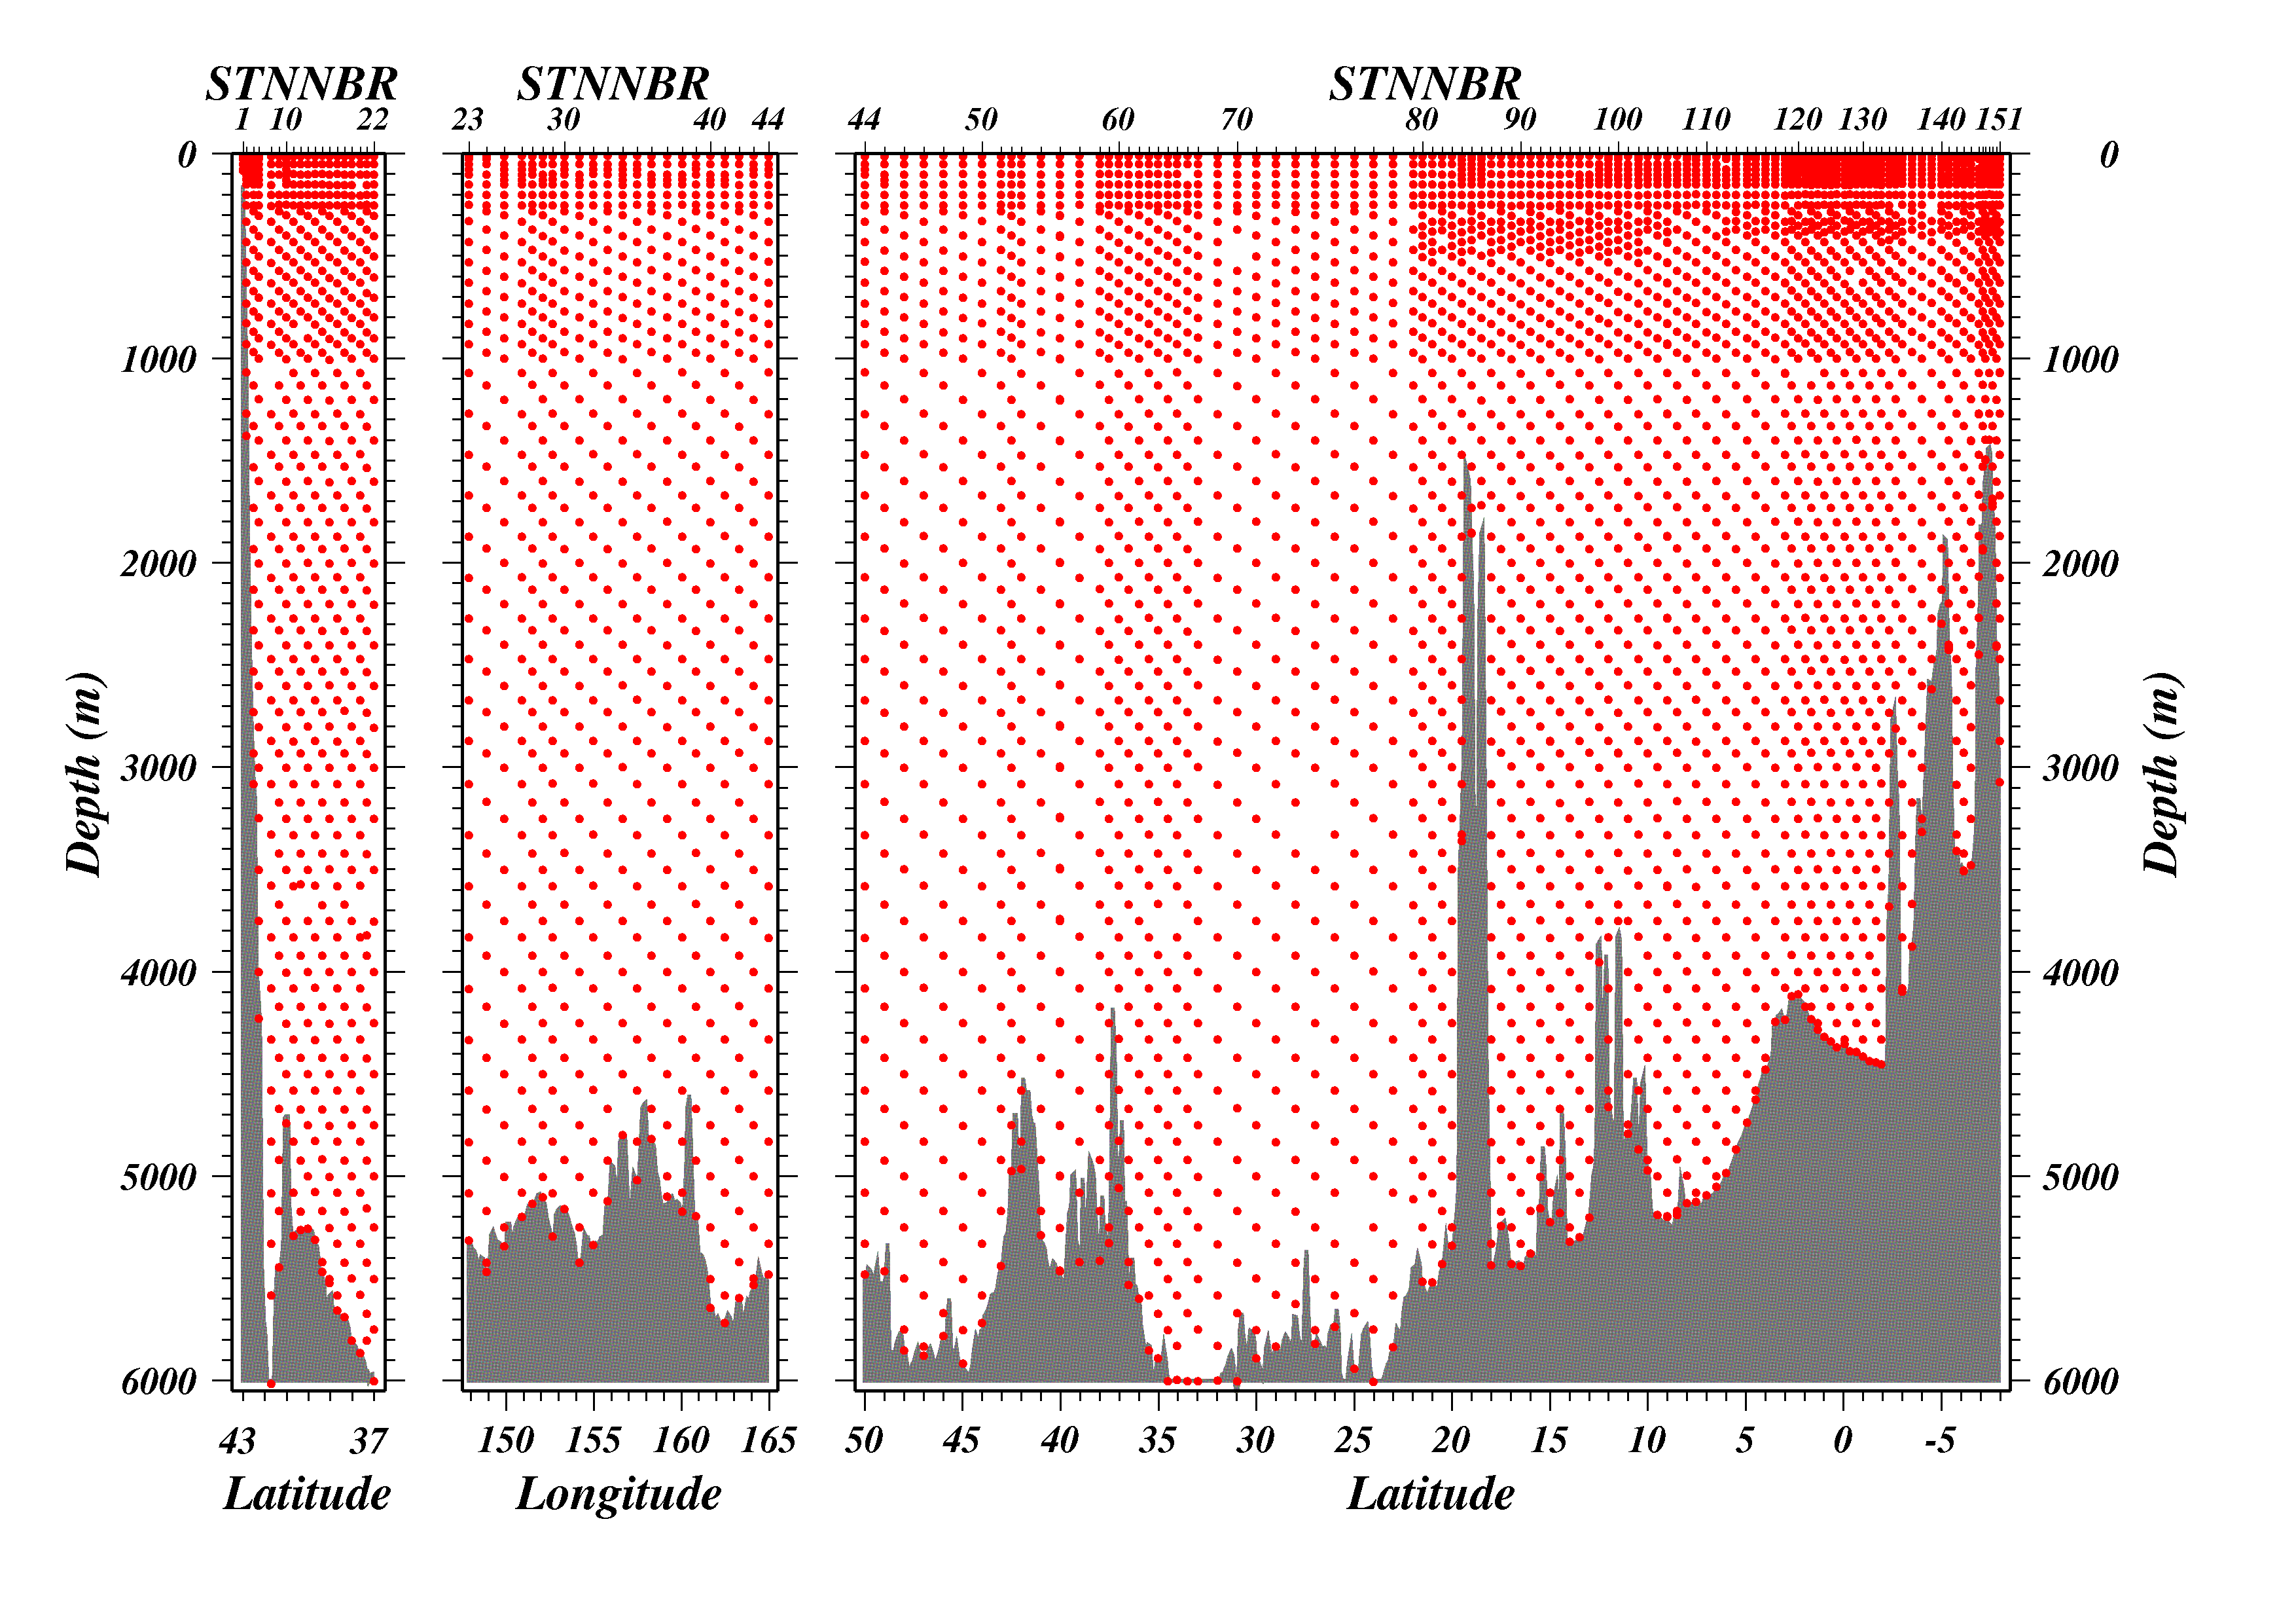 STNNBR STNNBR STNNBR
1 10 22 23 30 40 44 44 50 60 70 80 90 100 110 120 130 140 151
0 0
1000 1000
2000 2000
Depth (m) Depth (m)
3000 3000
4000 4000
5000 5000
6000 6000
43 37 150 155 160 165 50 45 40 35 30 25 20 15 10 5 0 -5
Latitude Longitude Latitude